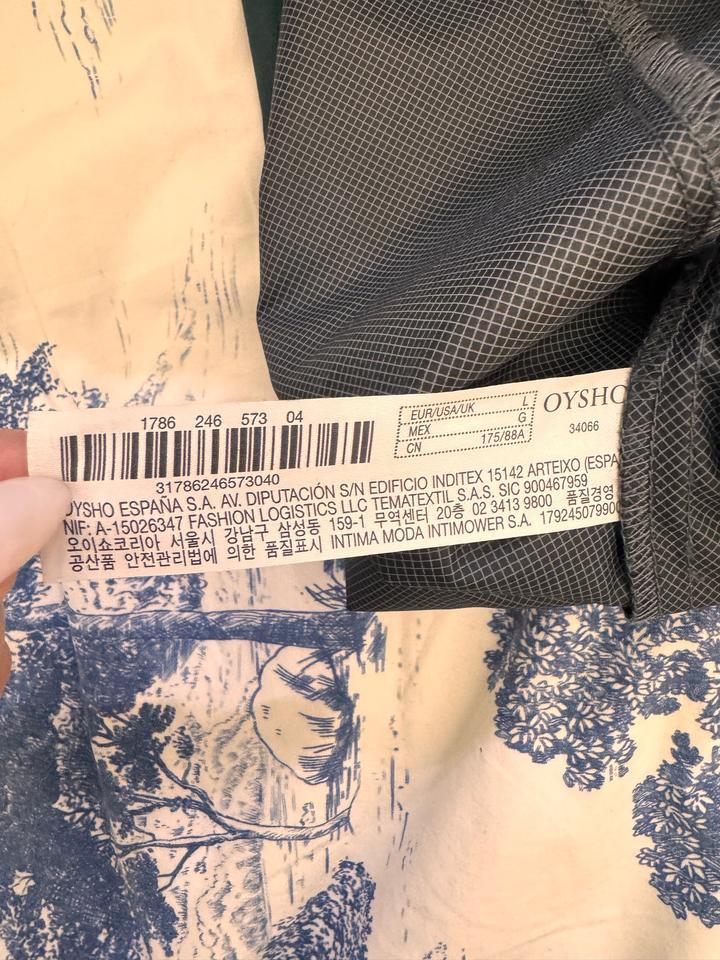 1786 246 573 04
31786246573040
EUR/USA/UK L
MEX G
CN 175/88A
OYSHO
34066
OYSHO ESPAÑA S.A. AV. DIPUTACIÓN S/N EDIFICIO INDITEX 15142 ARTEIXO (ESPA
NIF: A-15026347 FASHION LOGISTICS LLC TEMATEXTIL S.A.S. SIC 900467959
오이쇼코리아 서울시 강남구 삼성동 159-1 무역센터 20층 02 3413 9800 품질경영
공산품 안전관리법에 의한 품질표시 INTIMA MODA INTIMOWER S.A. 179245079900